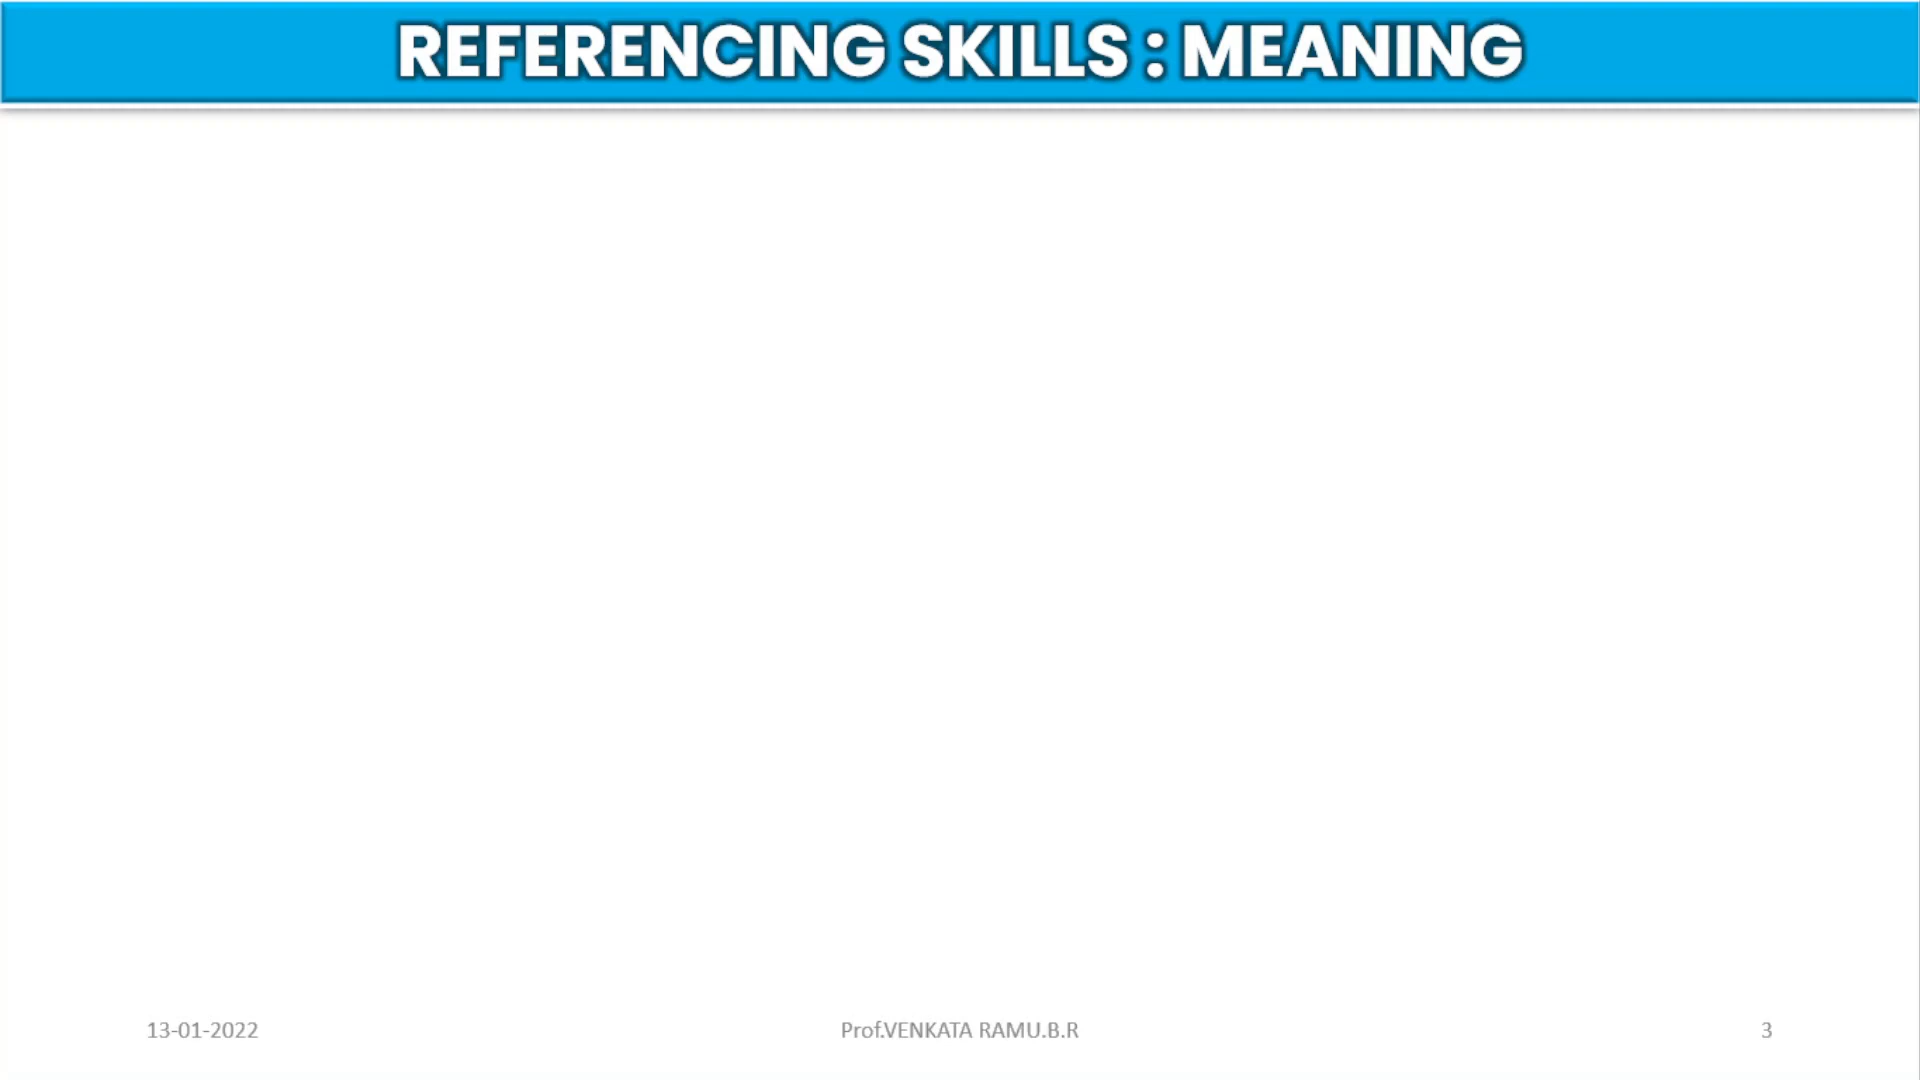 REFERENCING SKILLS : MEANING
13-01-2022
Prof.VENKATA RAMU.B.R
3